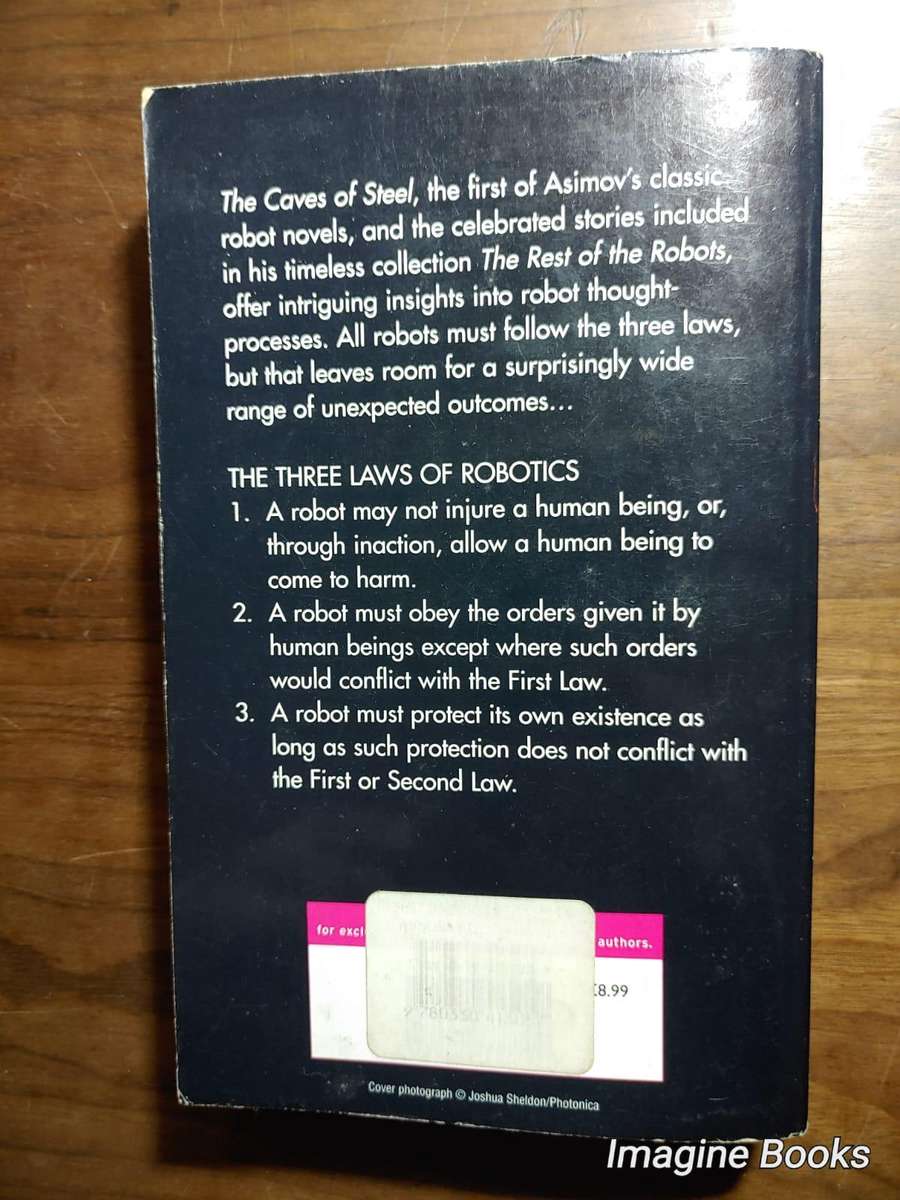 The Caves of Steel, the first of Asimov's classic
robot novels, and the celebrated stories included
in his timeless collection The Rest of the Robots,
offer intriguing insights into robot thought-
processes. All robots must follow the three laws,
but that leaves room for a surprisingly wide
range of unexpected outcomes...
THE THREE LAWS OF ROBOTICS
1. A robot may not injure a human being, or,
through inaction, allow a human being to
come to harm.
2. A robot must obey the orders given it by
human beings except where such orders
would conflict with the First Law.
3. A robot must protect its own existence as
long as such protection does not conflict with
the First or Second Law.
for authors.
£8.99
Cover photograph © Joshua Sheldon/Photonica
Imagine Books